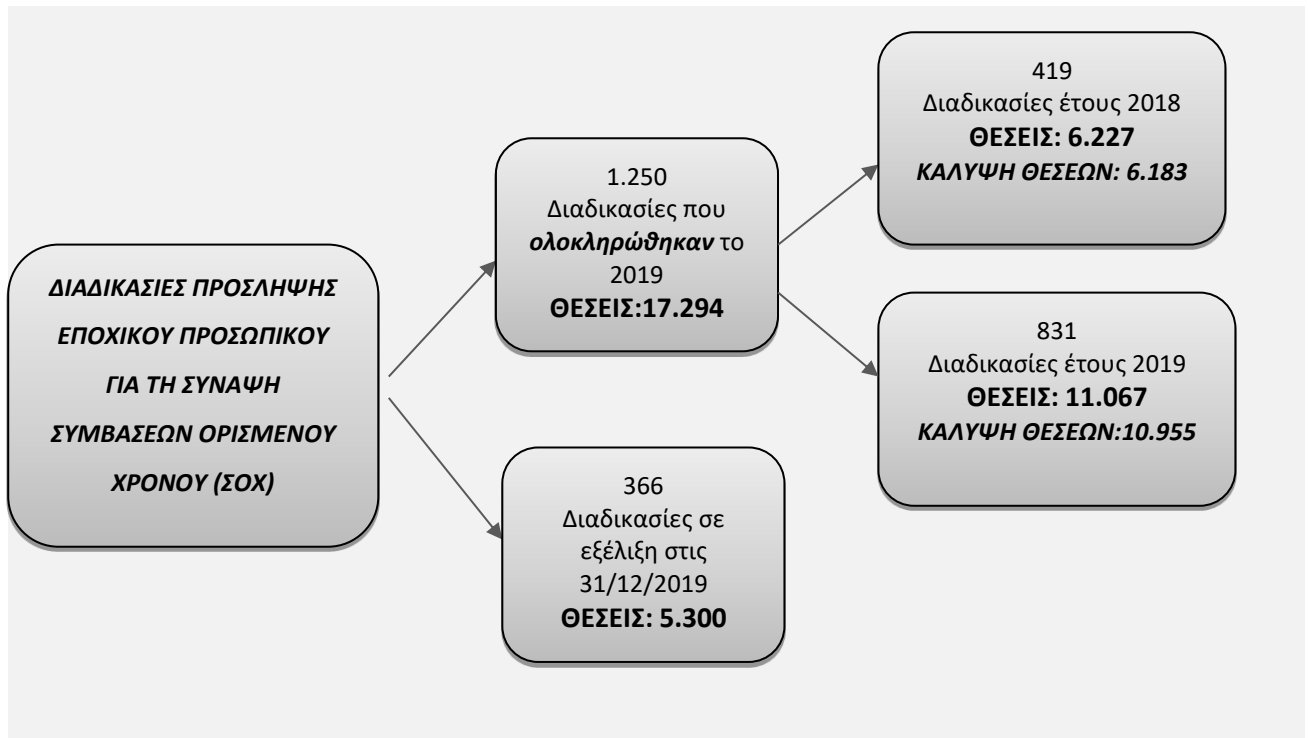 ΔΙΑΔΙΚΑΣΙΕΣ ΠΡΟΣΛΗΨΗΣ
ΕΠΟΧΙΚΟΥ ΠΡΟΣΩΠΙΚΟΥ
ΓΙΑ ΤΗ ΣΥΝΑΨΗ
ΣΥΜΒΑΣΕΩΝ ΟΡΙΣΜΕΝΟΥ
ΧΡΟΝΟΥ (ΣΟΧ)
1.250
Διαδικασίες που
ολοκληρώθηκαν το
2019
ΘΕΣΕΙΣ:17.294
366
Διαδικασίες σε
εξέλιξη στις
31/12/2019
ΘΕΣΕΙΣ: 5.300
419
Διαδικασίες έτους 2018
ΘΕΣΕΙΣ: 6.227
ΚΑΛΥΨΗ ΘΕΣΕΩΝ: 6.183
831
Διαδικασίες έτους 2019
ΘΕΣΕΙΣ: 11.067
ΚΑΛΥΨΗ ΘΕΣΕΩΝ:10.955